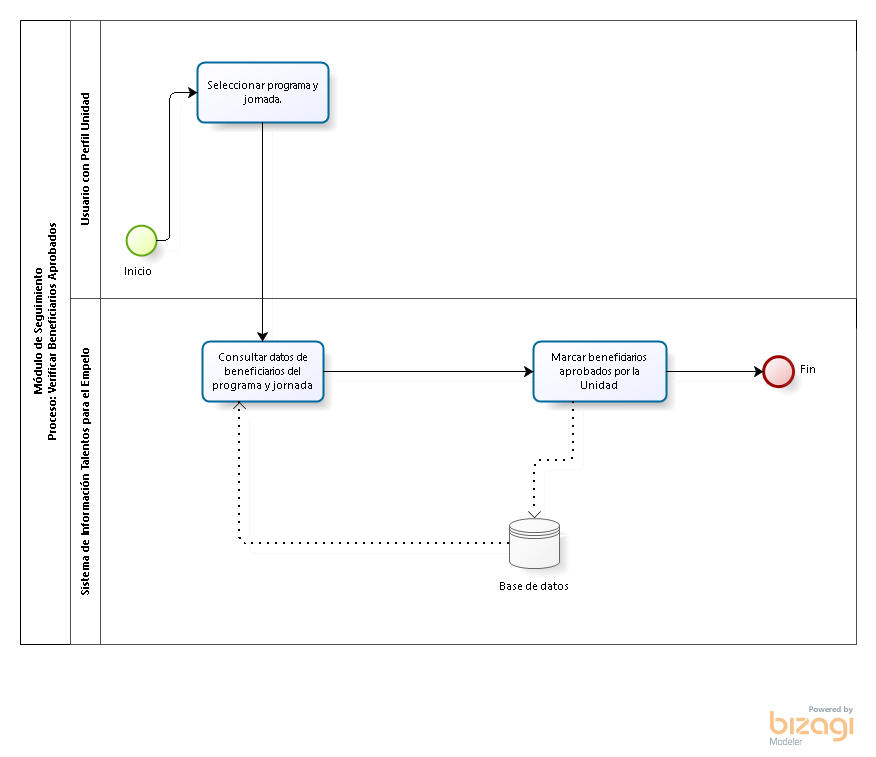 Módulo de Seguimiento
Proceso: Verificar Beneficiarios Aprobados
Usuario con Perfil Unidad
Seleccionar programa y
jornada.
Inicio
Sistema de Información Talentos para el Empelo
Consultar datos de
beneficiarios del
programa y jornada
Marcar beneficiarios
aprobados por la
Unidad
Fin
Base de datos
Powered by
bizagi
Modeler